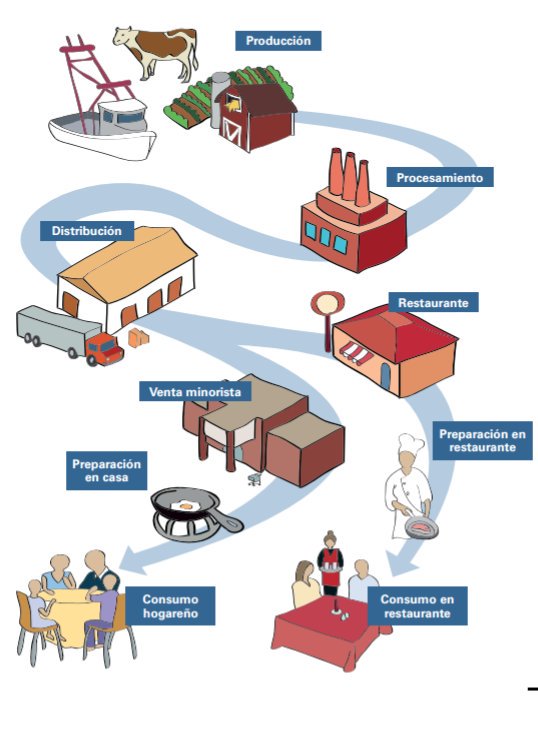 Producción
Procesamiento
Distribución
Restaurante
Venta minorista
Preparación en
restaurante
Preparación
en casa
Consumo
hogareño
Consumo en
restaurante